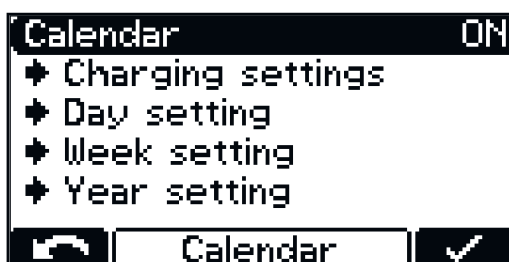 Calendar ON
Charging settings
Day setting
Week setting
Year setting
Calendar